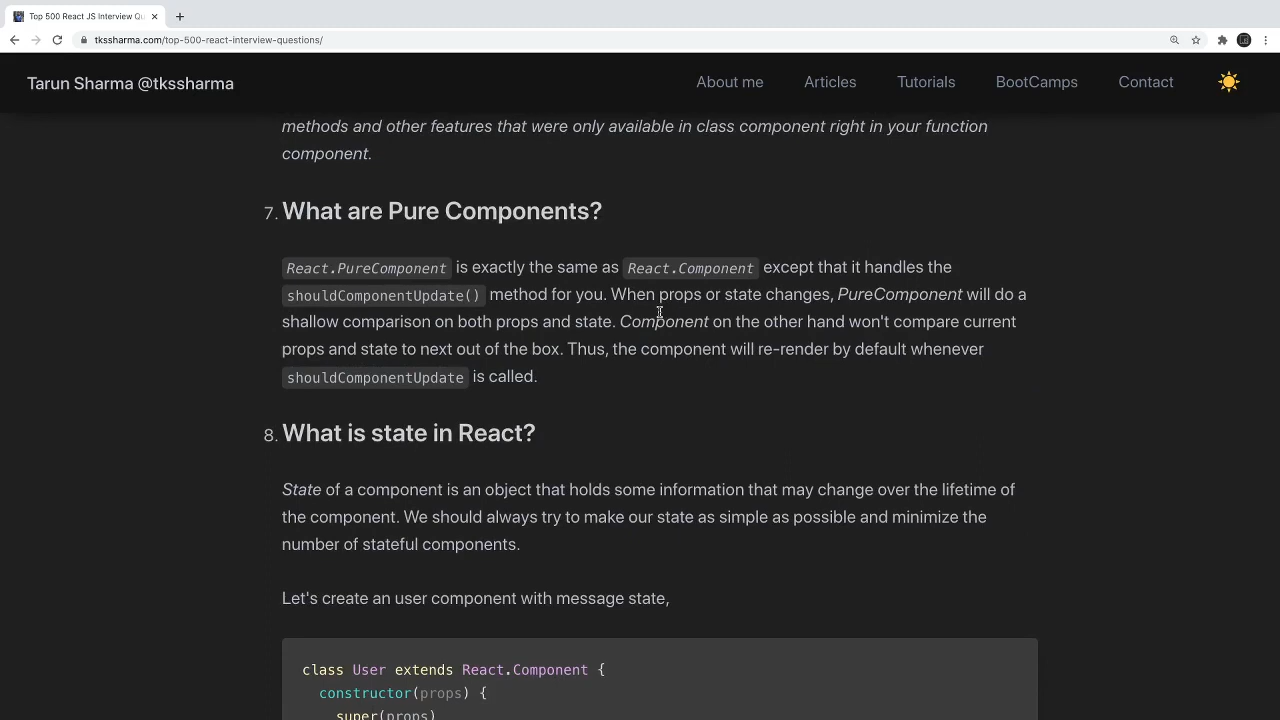 Top 500 React JS Interview Qu
tkssharma.com/top-500-react-interview-questions/
Tarun Sharma @tkssharma
About me
Articles
Tutorials
BootCamps
Contact
methods and other features that were only available in class component right in your function
component.
7. What are Pure Components?
React.PureComponent is exactly the same as React.Component except that it handles the
shouldComponentUpdate() method for you. When props or state changes, PureComponent will do a
shallow comparison on both props and state. Component on the other hand won't compare current
props and state to next out of the box. Thus, the component will re-render by default whenever
shouldComponentUpdate is called.
8. What is state in React?
State of a component is an object that holds some information that may change over the lifetime of
the component. We should always try to make our state as simple as possible and minimize the
number of stateful components.
Let's create an user component with message state,
class User extends React.Component {
constructor(props) {
super(props)